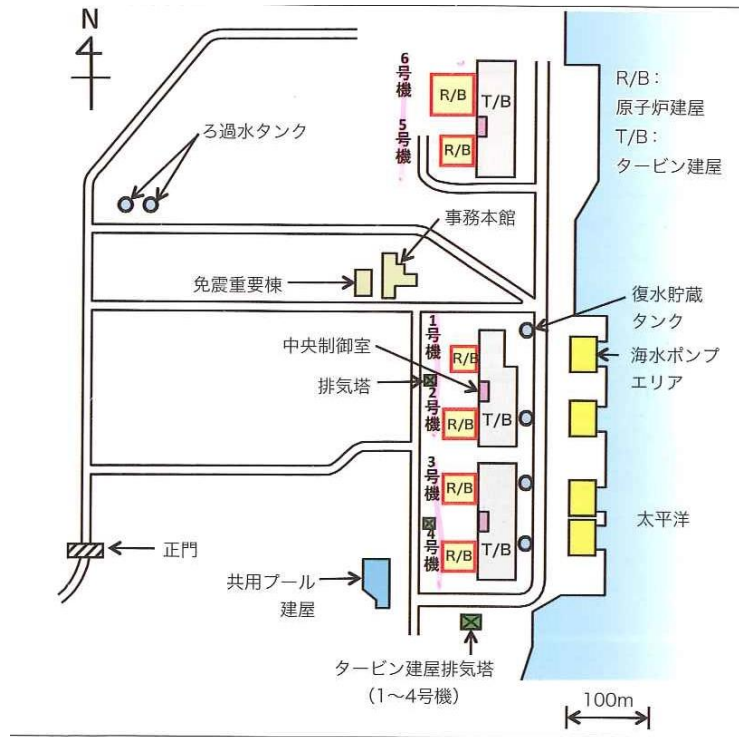 N
6号機
R/B
T/B
5号機
R/B
R/B：
原子炉建屋
T/B：
タービン建屋
ろ過水タンク
事務本館
免震重要棟
復水貯蔵
タンク
1号機
中央制御室
R/B
海水ポンプ
エリア
排気塔
2号機
R/B
T/B
3号機
R/B
太平洋
4号機
R/B
T/B
正門
共用プール
建屋
タービン建屋排気塔
（1〜4号機）
100m